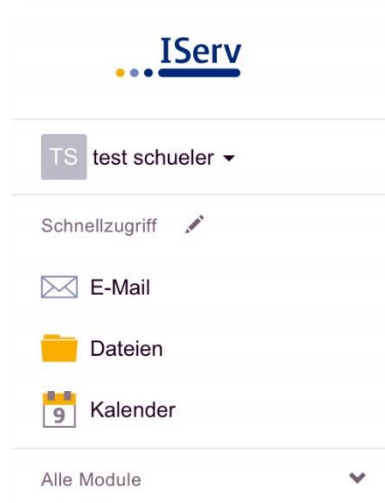 IServ
TS test schueler
Schnellzugriff
E-Mail
Dateien
9 Kalender
Alle Module